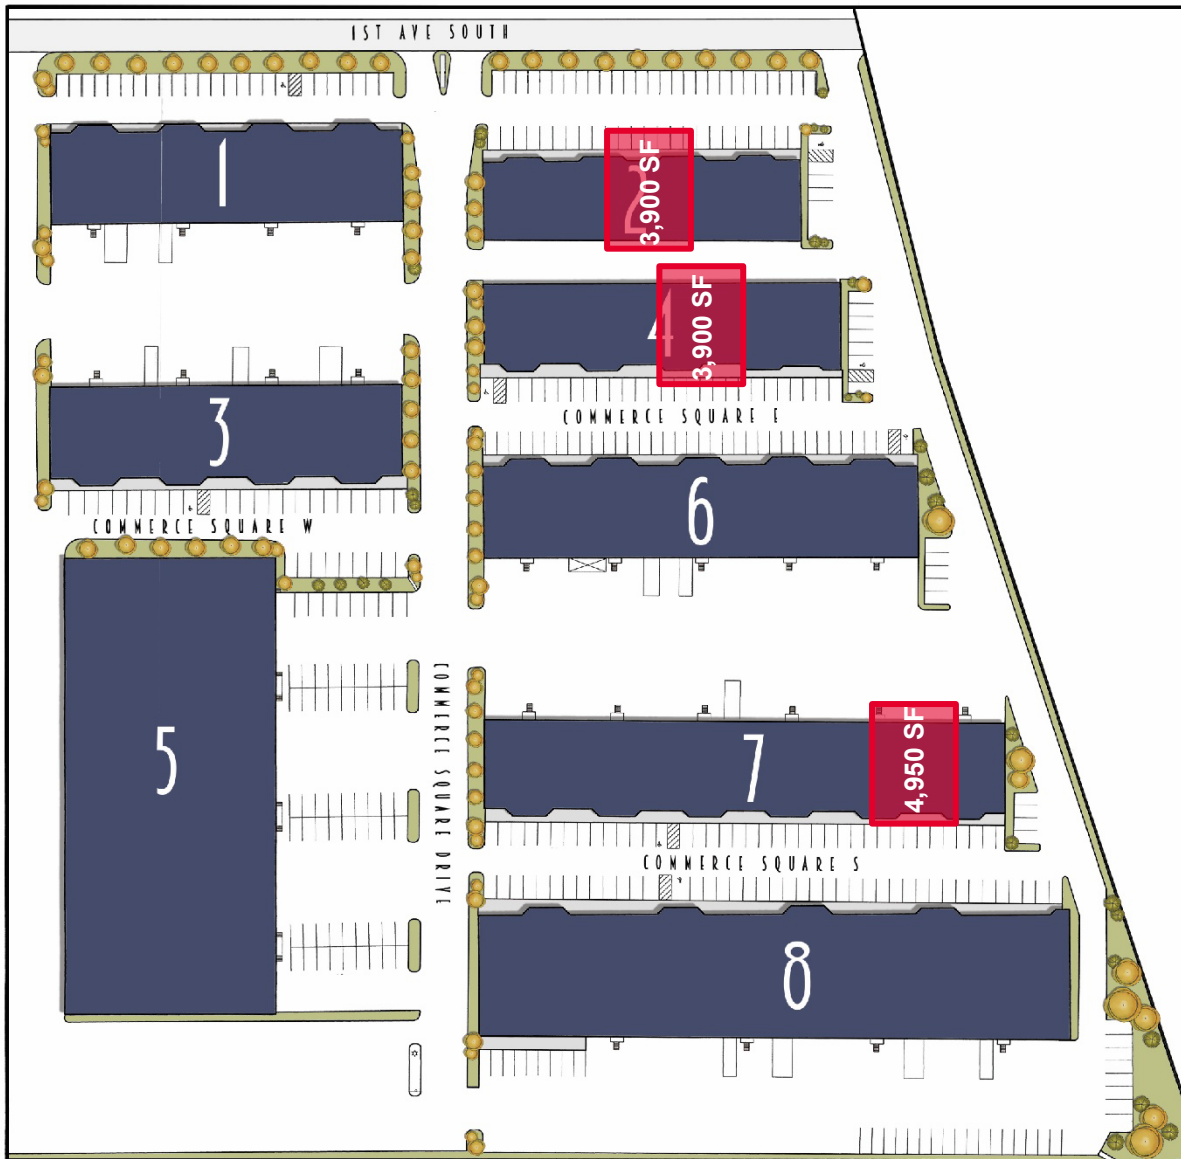 1ST AVE SOUTH
1
2
3,900 SF
4
3,900 SF
COMMERCE SQUARE E
3
COMMERCE SQUARE W
6
5
COMMERCE SQUARE DRIVE
7
4,950 SF
COMMERCE SQUARE S
8